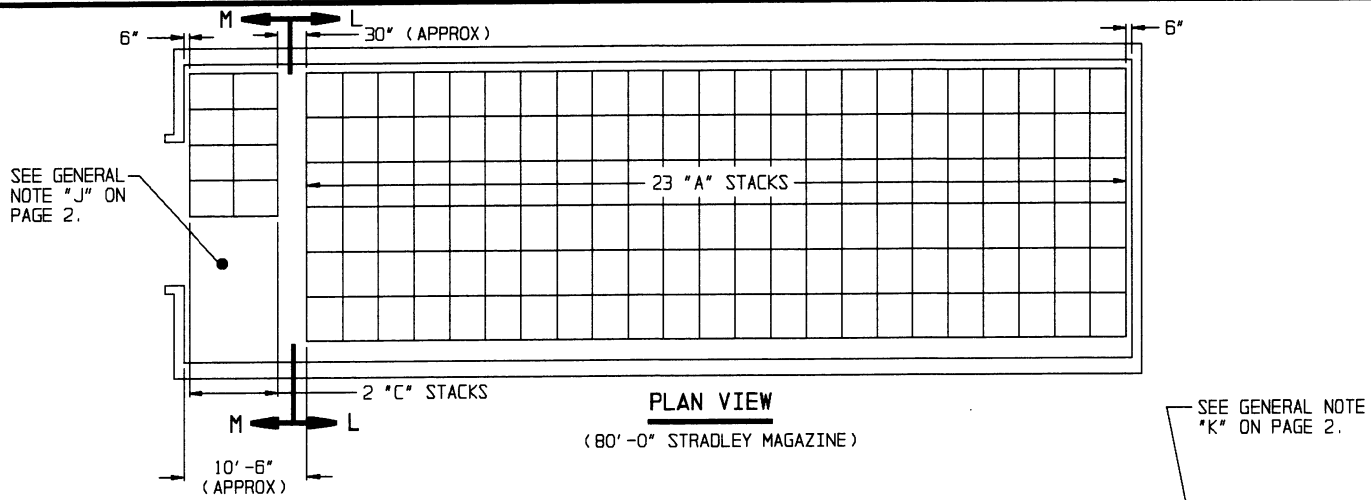 M L
6" 30" (APPROX) 6"
SEE GENERAL
NOTE "J" ON
PAGE 2.
23 "A" STACKS
2 "C" STACKS
M L
10'-6"
(APPROX)
PLAN VIEW
(80'-0" STRADLEY MAGAZINE)
SEE GENERAL NOTE
"K" ON PAGE 2.